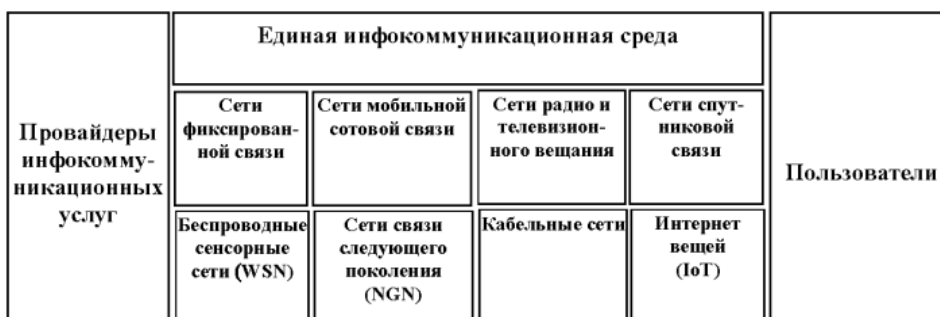 Единая инфокоммуникационная среда
Провайдеры
инфокомму-
никационных
услуг
Сети
фиксирован-
ной связи
Сети мобильной
сотовой связи
Сети радио и
телевизион-
ного вещания
Сети спут-
никовой
связи
Беспроводные
сенсорные
сети (WSN)
Сети связи
следующего
поколения
(NGN)
Кабельные сети
Интернет
вещей
(IoT)
Пользователи